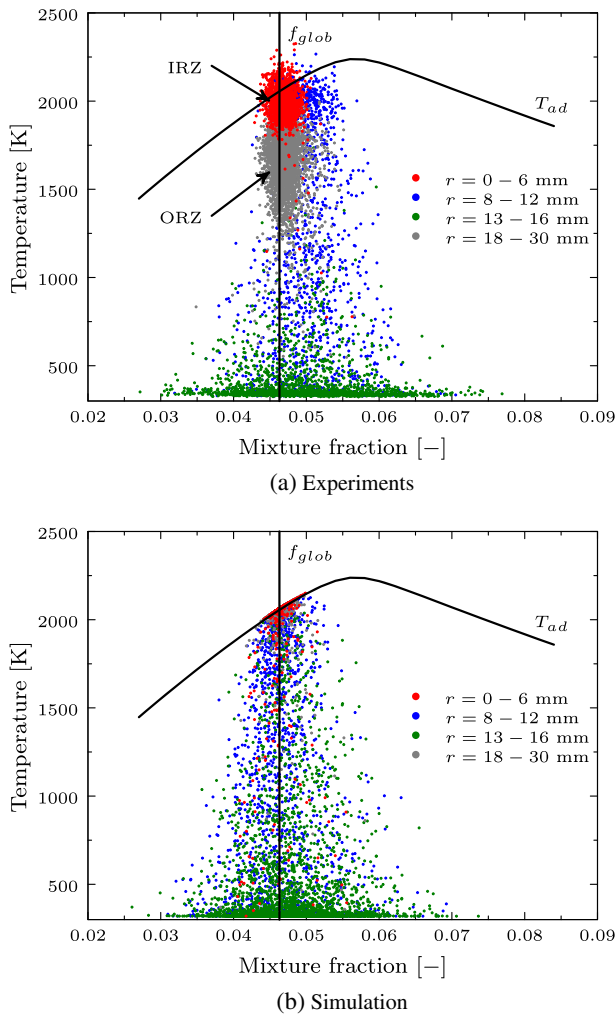 2500
2000
1500
1000
500
Temperature [K]
f_glob
IRZ
ORZ
T_ad
r = 0 – 6 mm
r = 8 – 12 mm
r = 13 – 16 mm
r = 18 – 30 mm
0.02 0.03 0.04 0.05 0.06 0.07 0.08 0.09
Mixture fraction [−]
(a) Experiments
2500
2000
1500
1000
500
Temperature [K]
f_glob
T_ad
r = 0 – 6 mm
r = 8 – 12 mm
r = 13 – 16 mm
r = 18 – 30 mm
0.02 0.03 0.04 0.05 0.06 0.07 0.08 0.09
Mixture fraction [−]
(b) Simulation